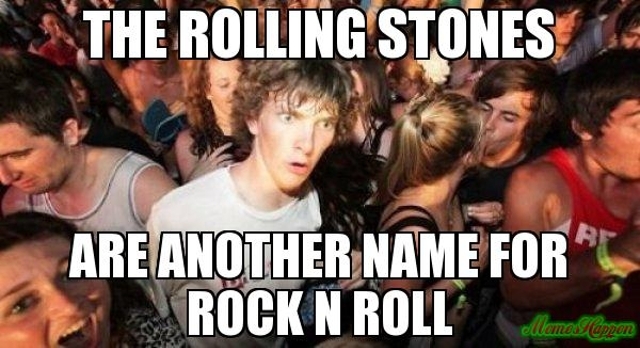 THE ROLLING STONES
ARE ANOTHER NAME FOR
ROCK N ROLL
MemesHappen